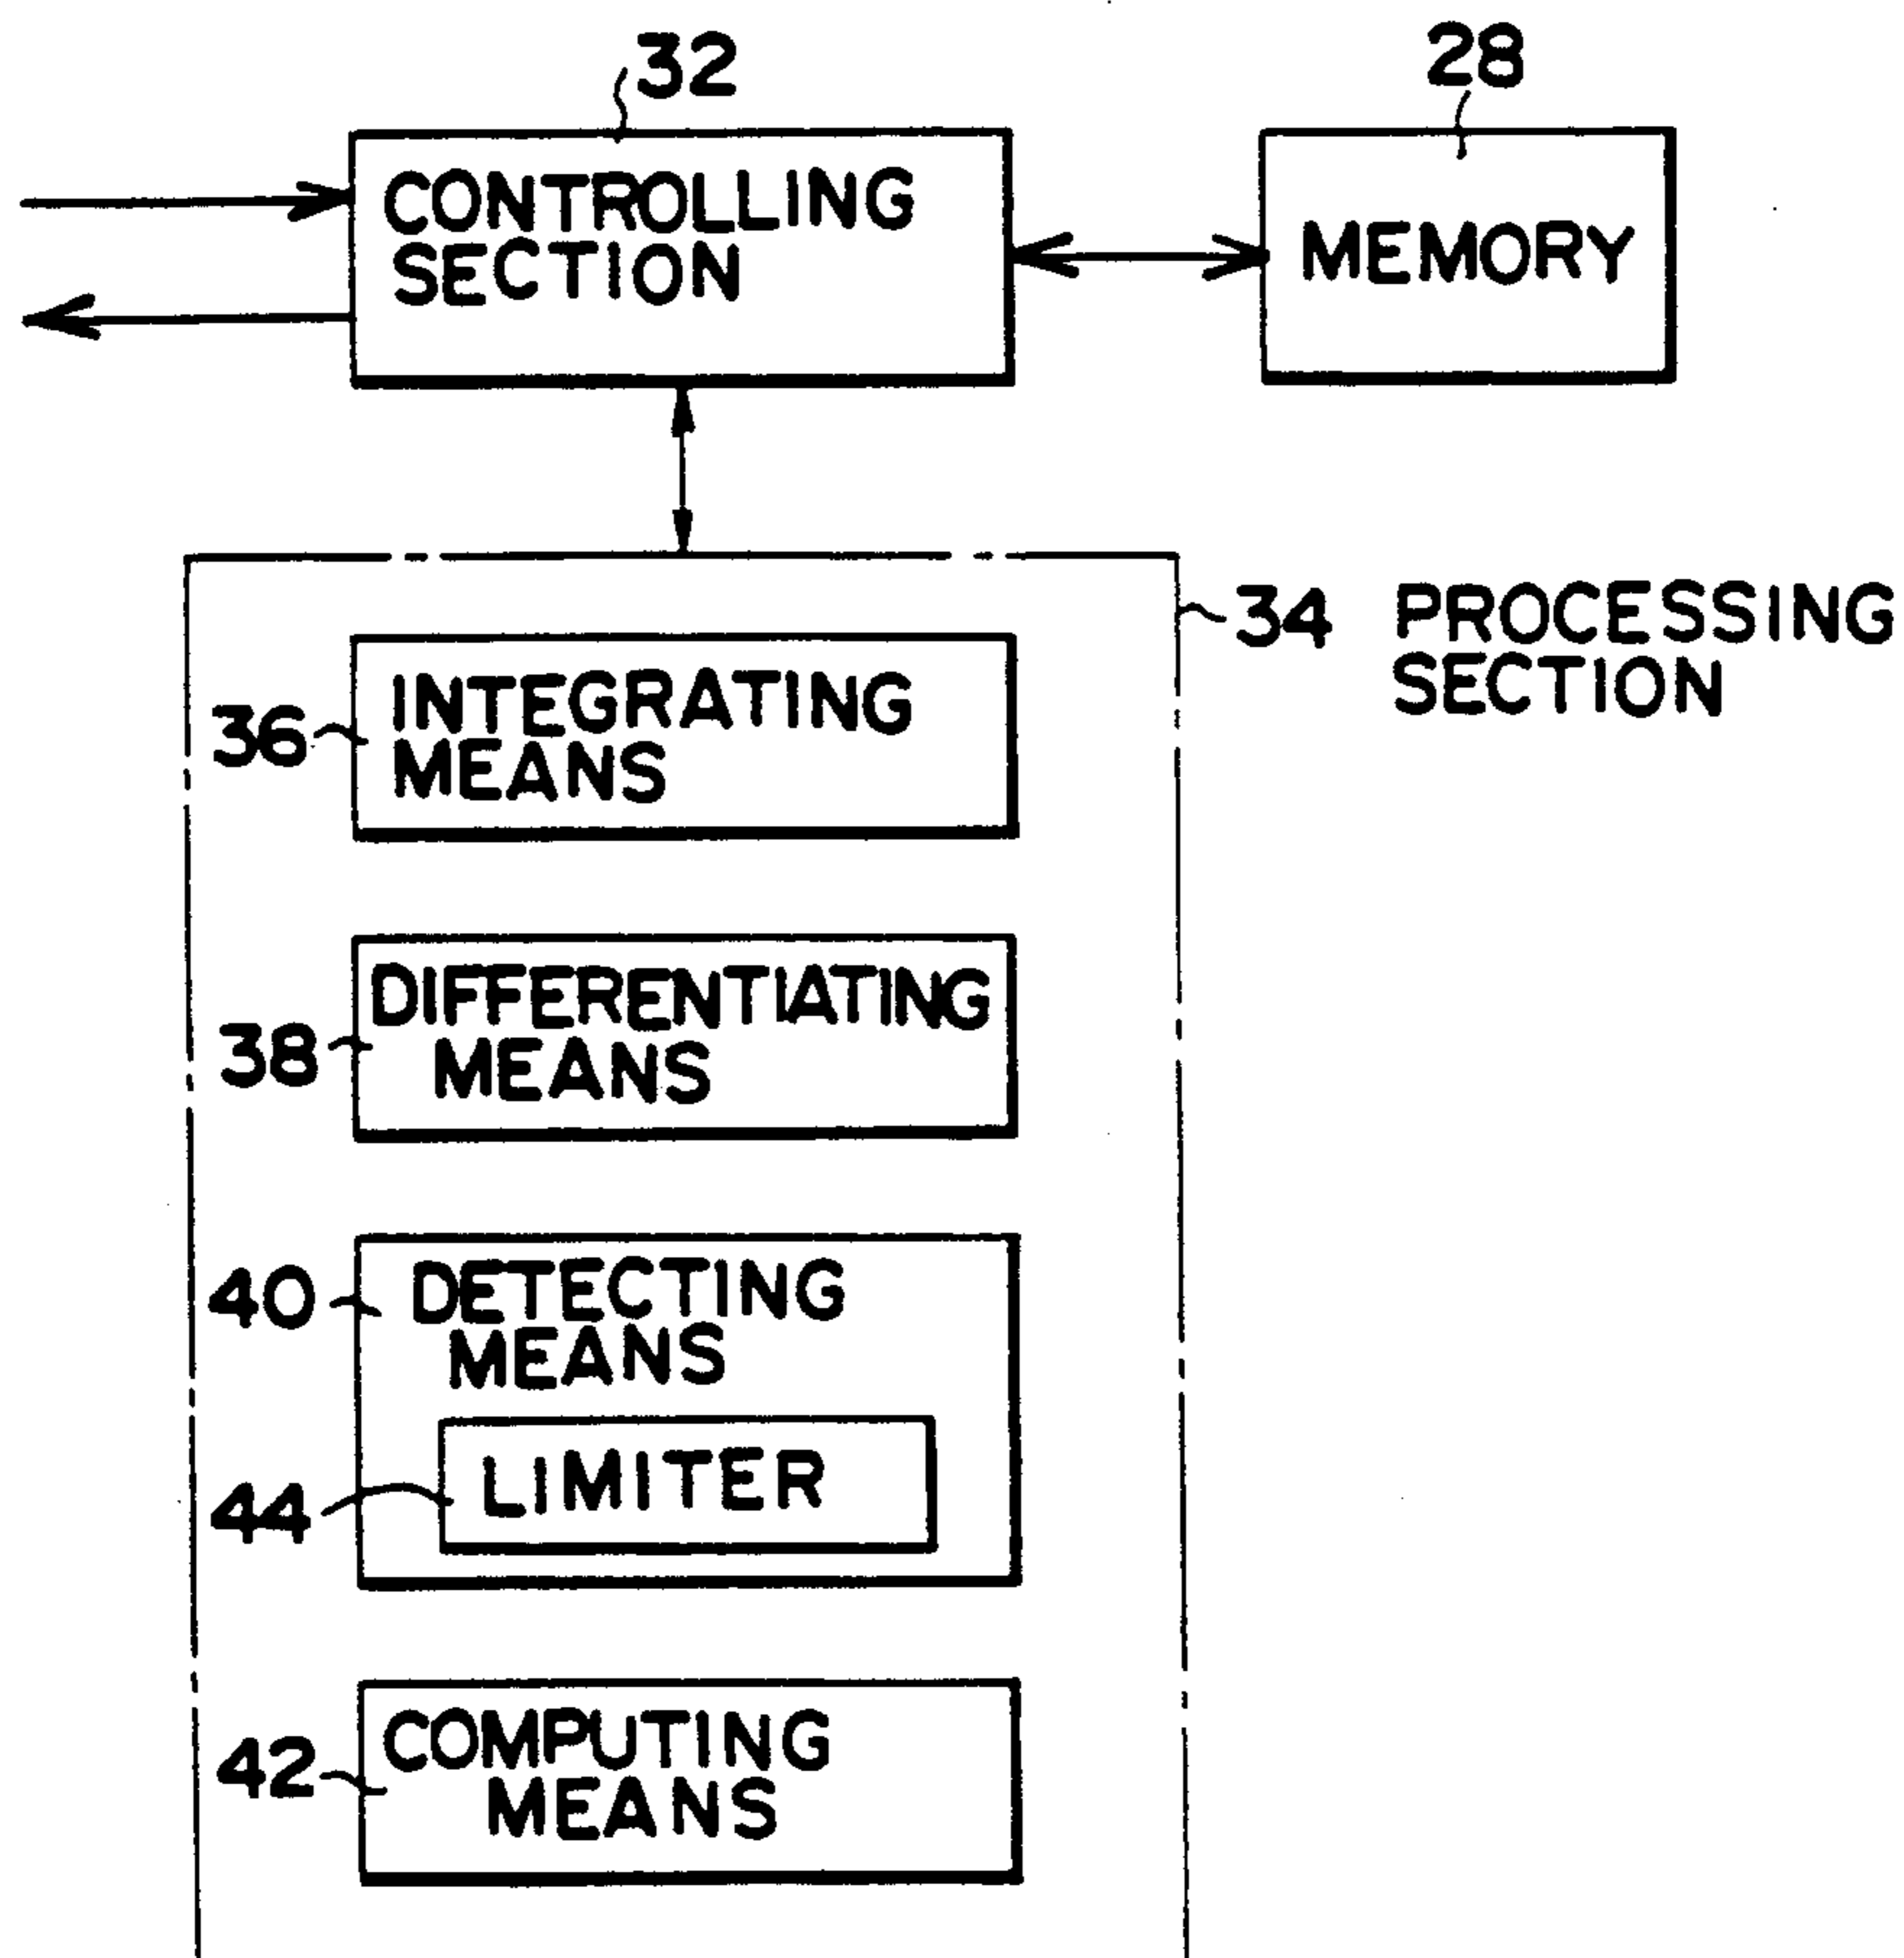 32
28
CONTROLLING
SECTION
MEMORY
34 PROCESSING
SECTION
36
INTEGRATING
MEANS
38
DIFFERENTIATING
MEANS
40
DETECTING
MEANS
44
LIMITER
42
COMPUTING
MEANS